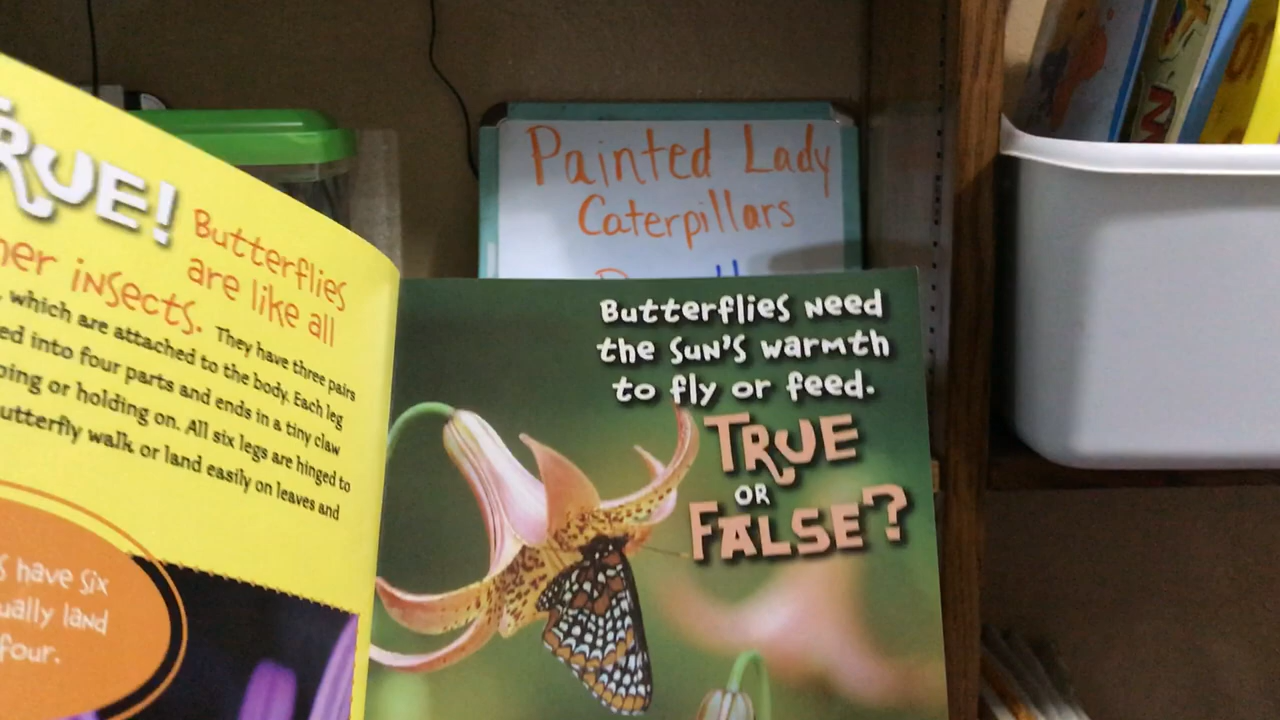 RUE!
Butterflies
are like all
her insects. They have three pairs
, which are attached to the body. Each leg
ed into four parts and ends in a tiny claw
ping or holding on. All six legs are hinged to
utterfly walk or land easily on leaves and
s have six
ually land
four.
Painted Lady
Caterpillars
Butterflies need
the sun's warmth
to fly or feed.
TRUE
OR
FALSE?